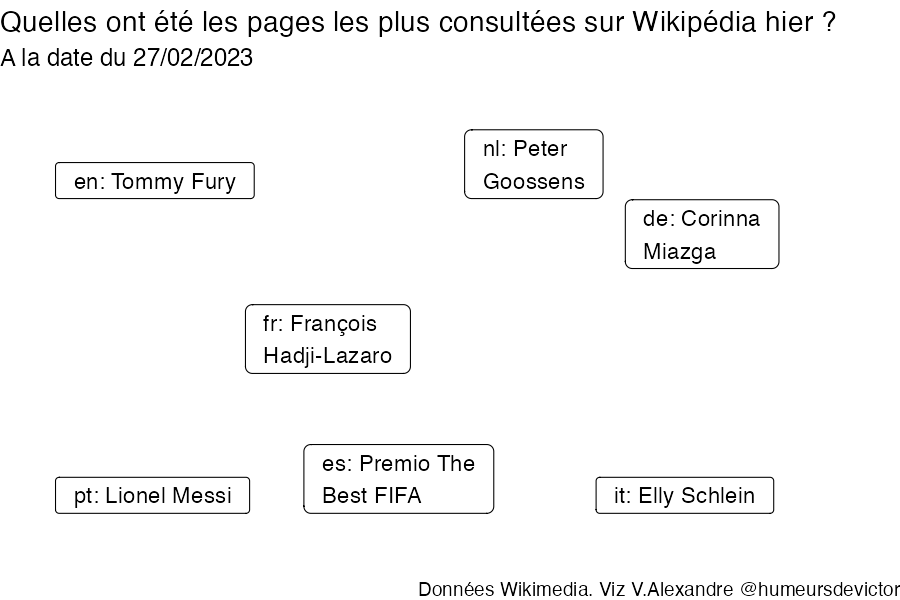 Quelles ont été les pages les plus consultées sur Wikipédia hier ?
A la date du 27/02/2023
nl: Peter
Goossens
en: Tommy Fury
de: Corinna
Miazga
fr: François
Hadji-Lazaro
es: Premio The
Best FIFA
pt: Lionel Messi
it: Elly Schlein
Données Wikimedia. Viz V.Alexandre @humeursdevictor